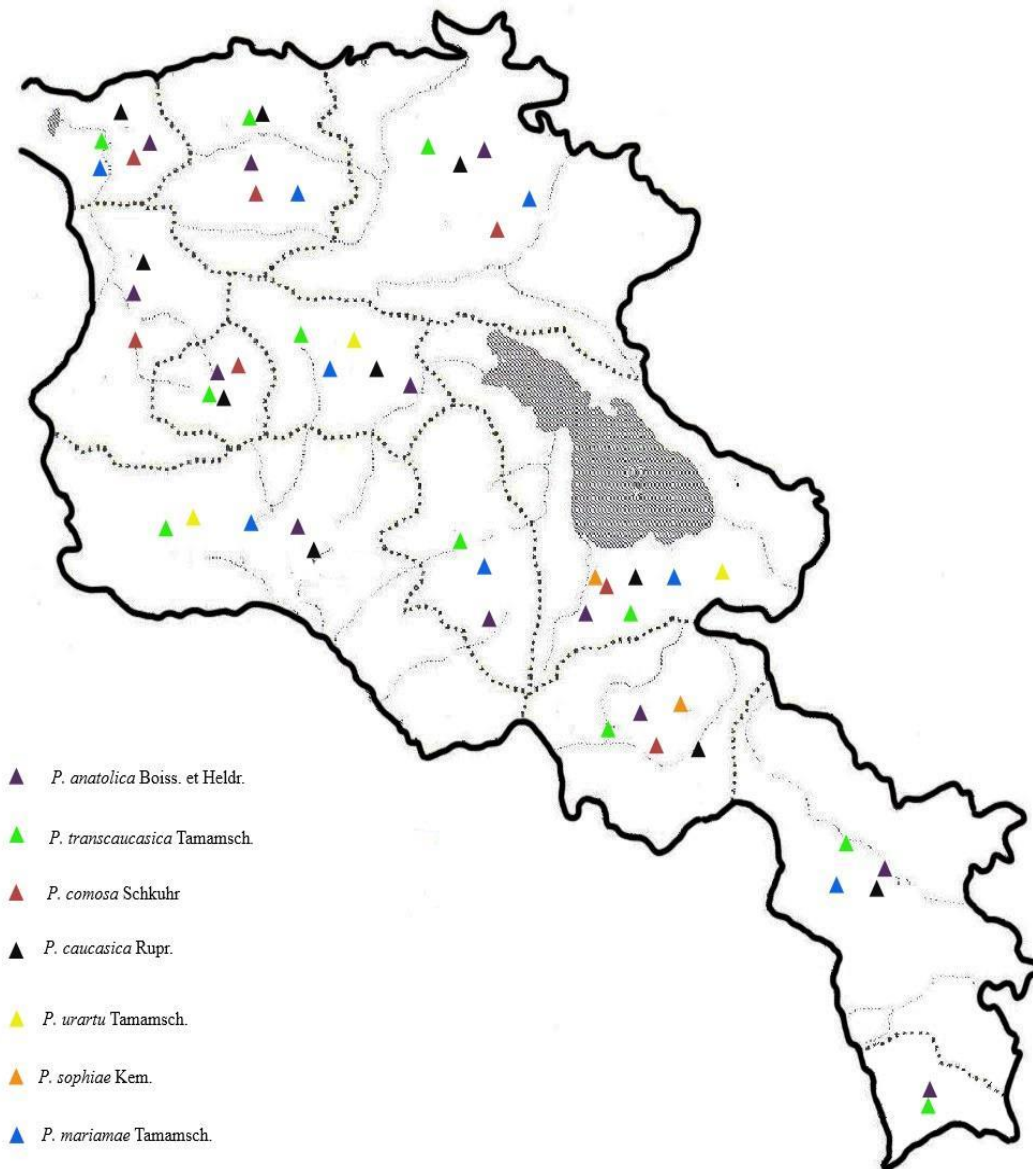 P. anatolica Boiss. et Heldr.
P. transcaucasica Tamamsch.
P. comosa Schkuhr
P. caucasica Rupr.
P. urartu Tamamsch.
P. sophiae Kem.
P. mariamae Tamamsch.